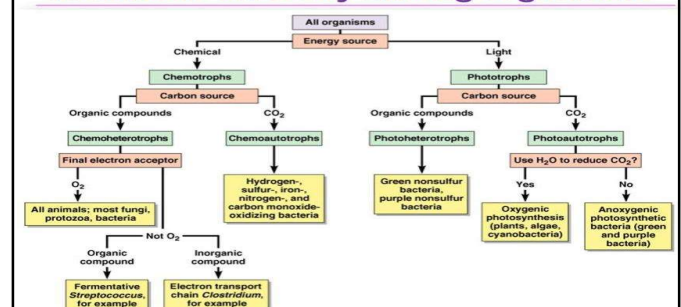 All organisms
Energy source
Chemical
Light
Chemotrophs
Phototrophs
Carbon source
Carbon source
Organic compounds
CO2
Organic compounds
CO2
Chemoheterotrophs
Chemoautotrophs
Photoheterotrophs
Photoautotrophs
Final electron acceptor
Use H2O to reduce CO2?
O2
Hydrogen-,
sulfur-, iron-,
nitrogen-, and
carbon monoxide-
oxidizing bacteria
Green nonsulfur
bacteria,
purple nonsulfur
bacteria
Yes
No
All animals; most fungi,
protozoa, bacteria
Oxygenic
photosynthesis
(plants, algae,
cyanobacteria)
Anoxygenic
photosynthetic
bacteria (green
and purple
bacteria)
Not O2
Organic
compound
Inorganic
compound
Fermentative
Streptococcus,
for example
Electron transport
chain Clostridium,
for example